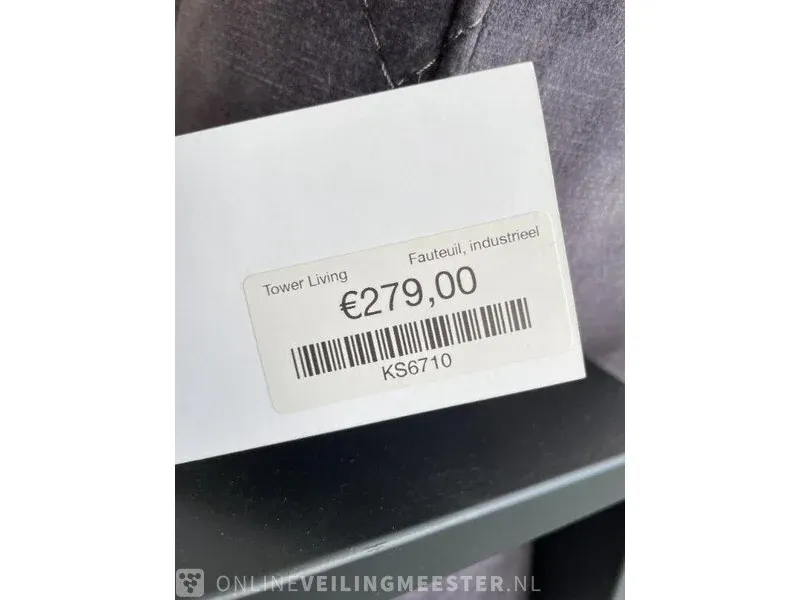 Tower Living
Fauteuil, industrieel
€279,00
KS6710
ONLINEVEILINGMEESTER.NL